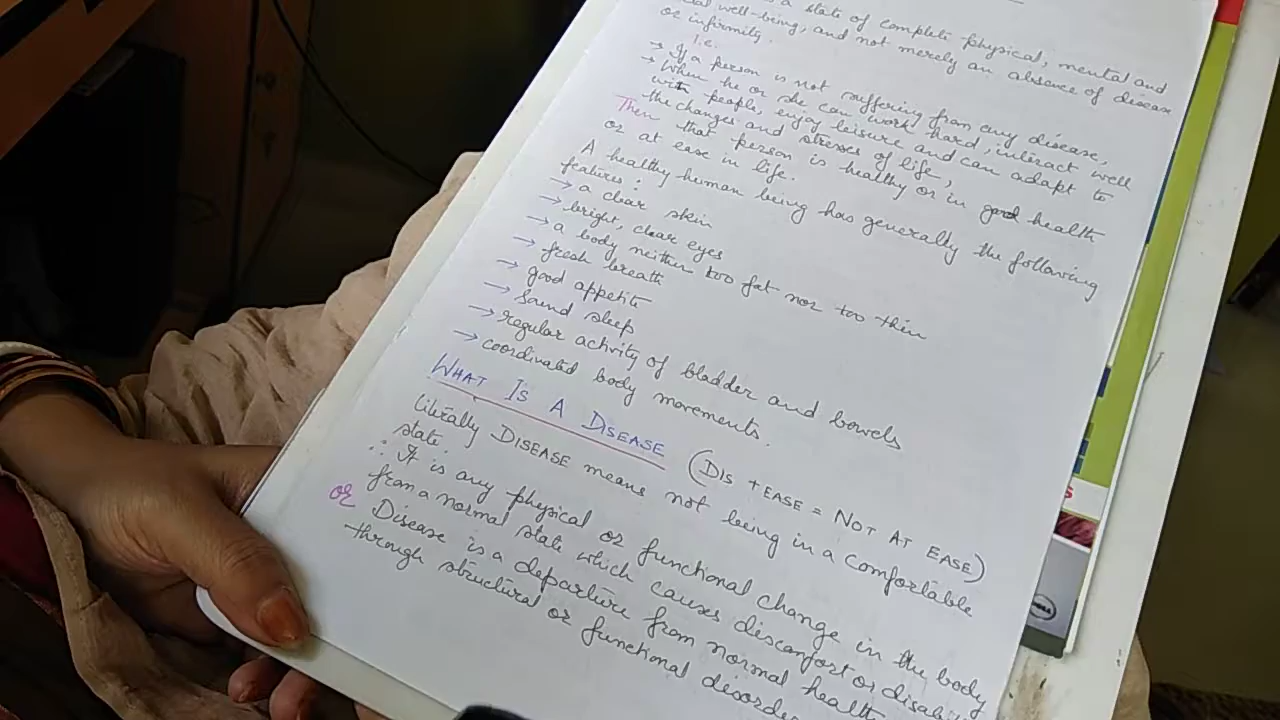 a state of complete physical, mental and
well-being, and not merely an absence of disease
or infirmity.
i.e.
→ If a person is not suffering from any disease,
→ When he or she can work hard, interact well
with people, enjoy leisure and can adapt to
the changes and stresses of life,
Then that person is healthy or in good health
or at ease in life.
A healthy human being has generally the following
features:
→ a clear skin
→ bright, clear eyes
→ a body neither too fat nor too thin
→ fresh breath
→ good appetite
→ Sound sleep
→ regular activity of bladder and bowels
→ coordinated body movements.
WHAT IS A DISEASE (DIS + EASE = NOT AT EASE)
Literally DISEASE means not being in a comfortable
state.
∴ It is any physical or functional change in the body
from a normal state which causes discomfort or
or Disease is a departure from normal health
through structural or functional
DELL